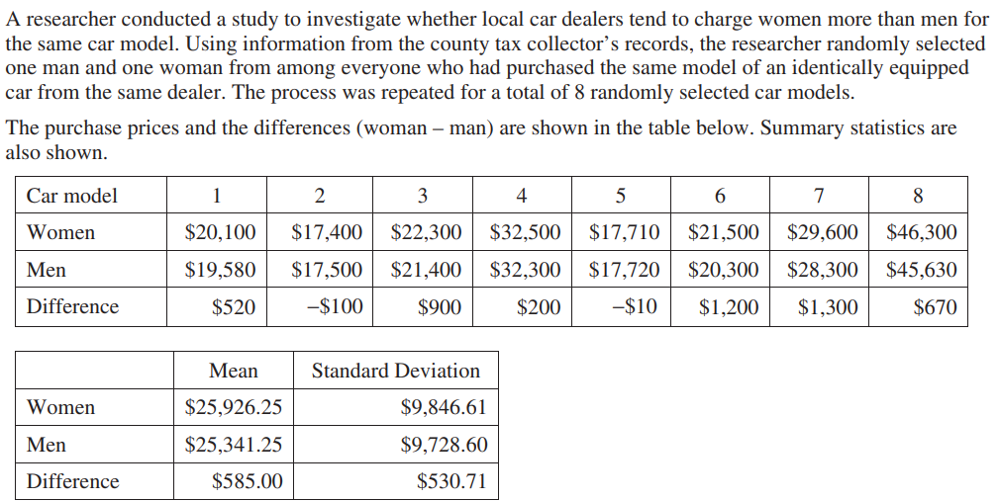 A researcher conducted a study to investigate whether local car dealers tend to charge women more than men for
the same car model. Using information from the county tax collector's records, the researcher randomly selected
one man and one woman from among everyone who had purchased the same model of an identically equipped
car from the same dealer. The process was repeated for a total of 8 randomly selected car models.
The purchase prices and the differences (woman – man) are shown in the table below. Summary statistics are
also shown.
Car model 1 2 3 4 5 6 7 8
Women $20,100 $17,400 $22,300 $32,500 $17,710 $21,500 $29,600 $46,300
Men $19,580 $17,500 $21,400 $32,300 $17,720 $20,300 $28,300 $45,630
Difference $520 –$100 $900 $200 –$10 $1,200 $1,300 $670
Mean Standard Deviation
Women $25,926.25 $9,846.61
Men $25,341.25 $9,728.60
Difference $585.00 $530.71